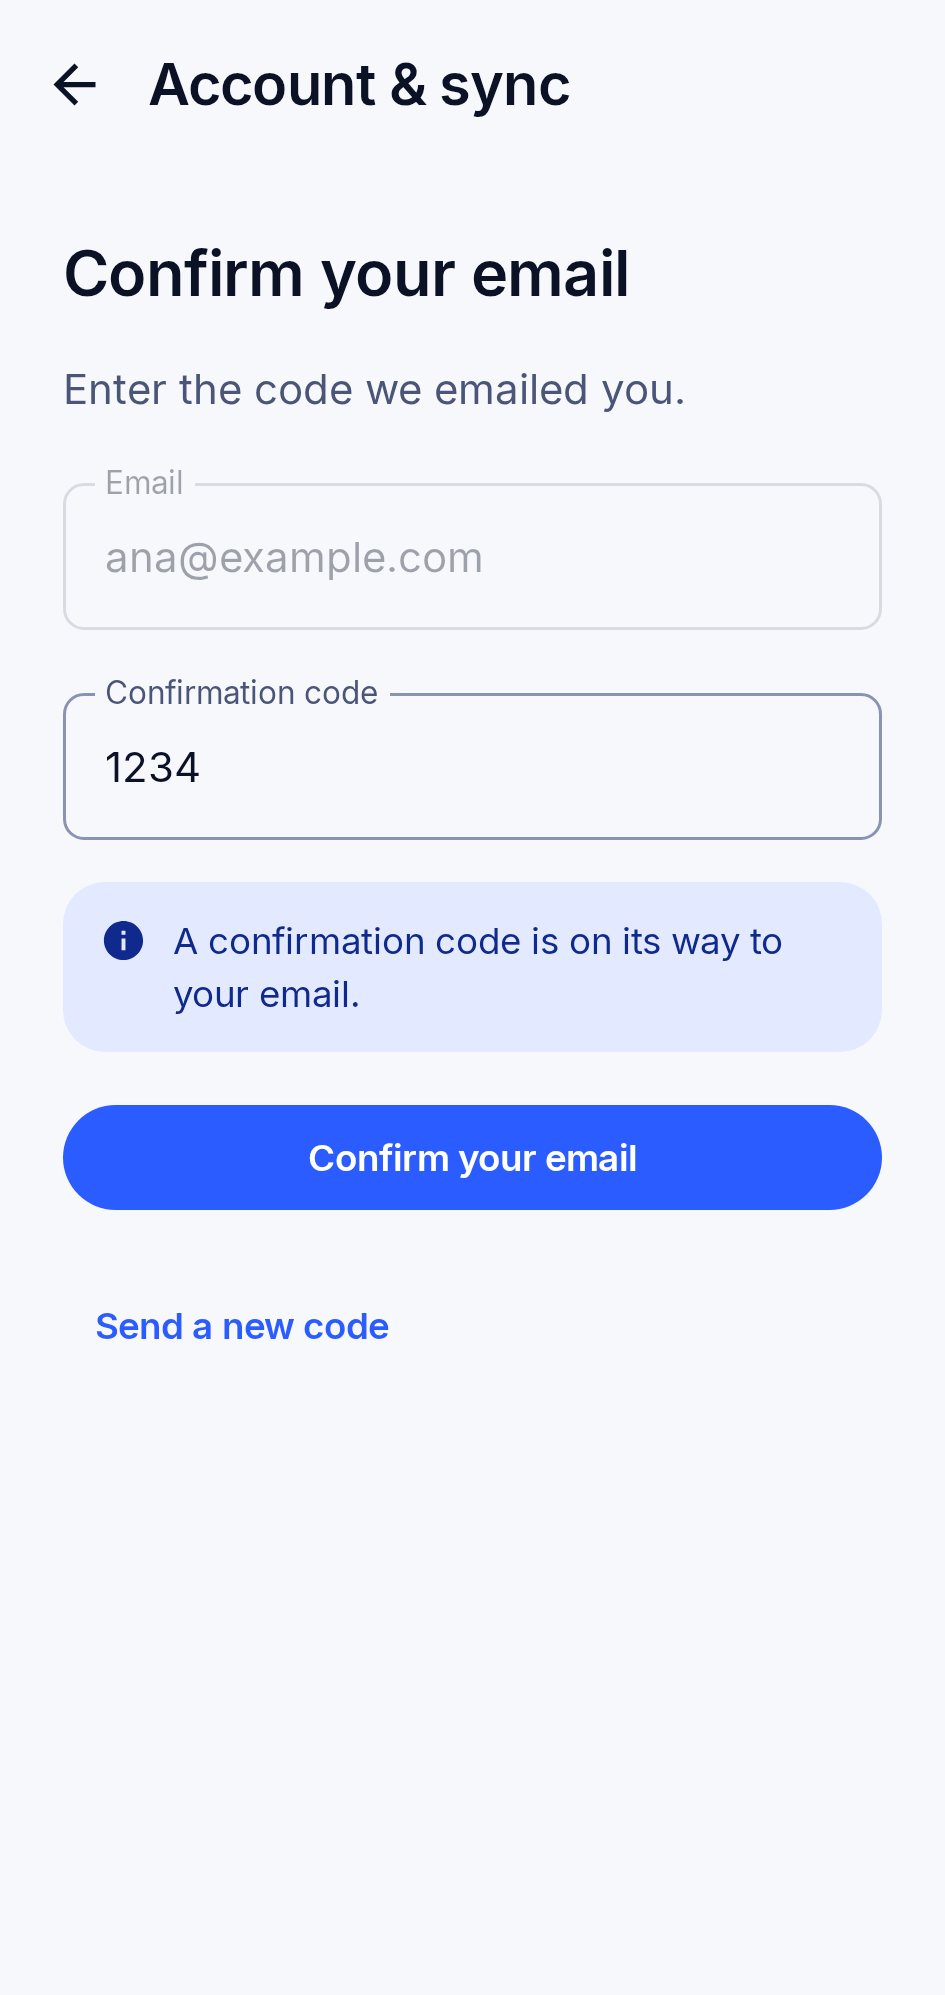 Account & sync
Confirm your email
Enter the code we emailed you.
Email
ana@example.com
Confirmation code
1234
A confirmation code is on its way to
your email.
Confirm your email
Send a new code